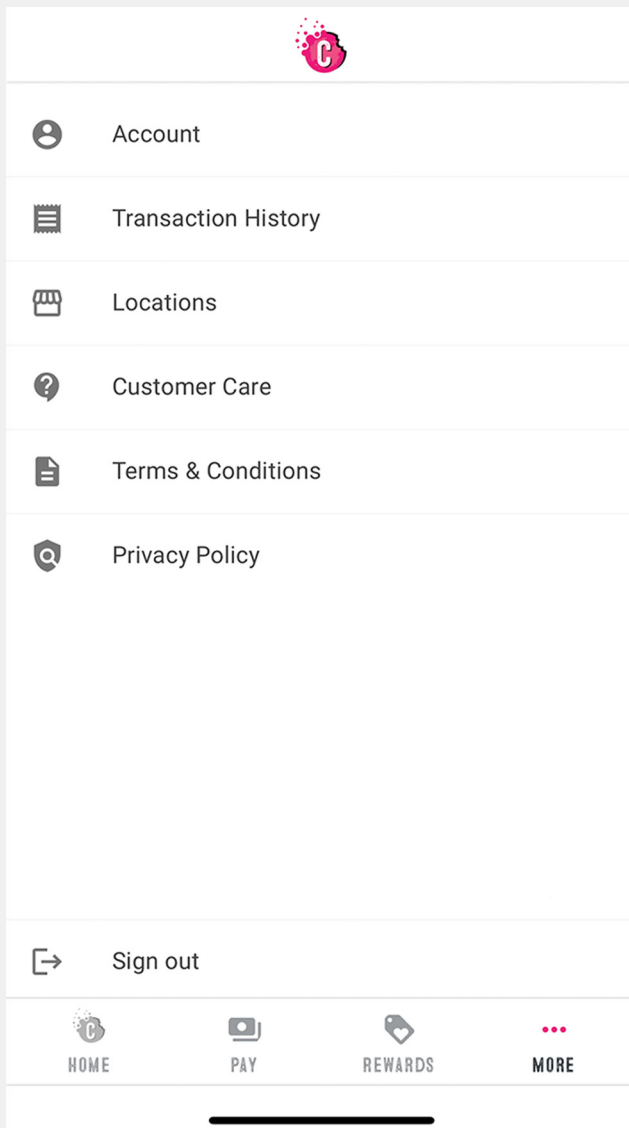 C
Account
Transaction History
Locations
Customer Care
Terms & Conditions
Privacy Policy
Sign out
C
HOME
PAY
REWARDS
MORE